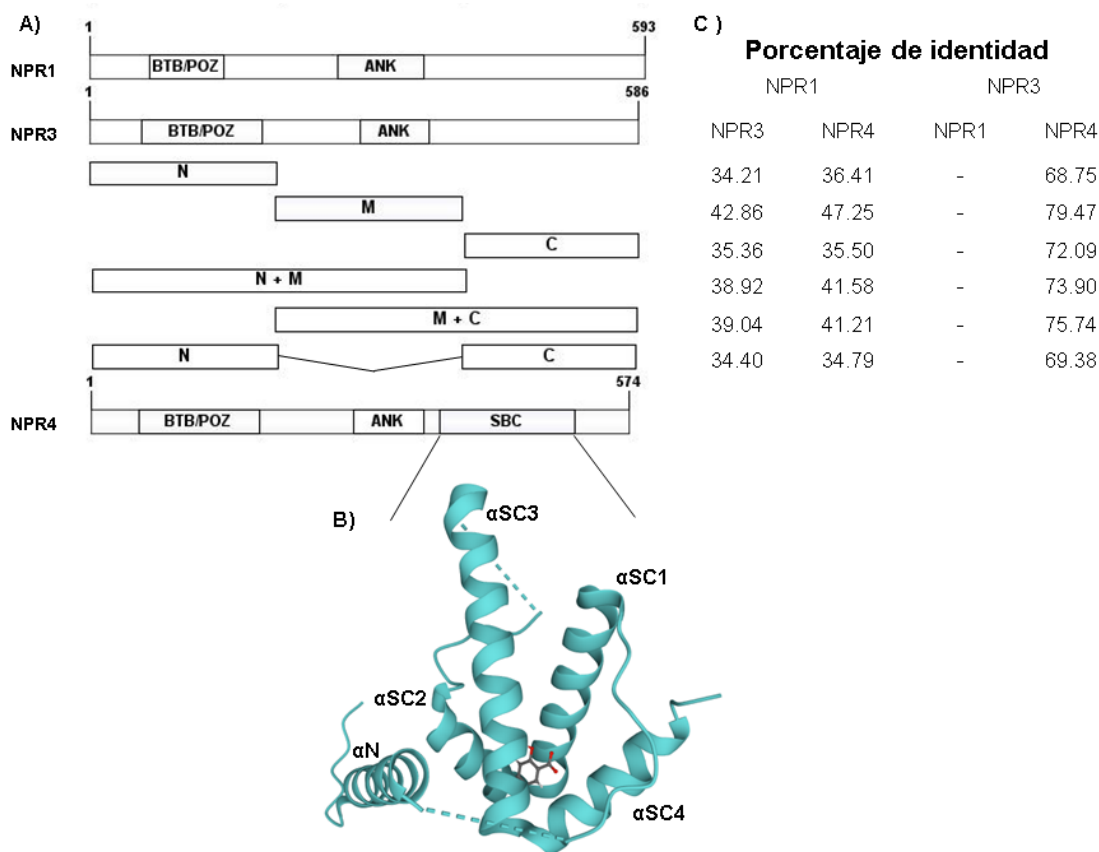 A)
1 593
NPR1 BTB/POZ ANK
1 586
NPR3 BTB/POZ ANK
N
M
C
N + M
M + C
N C
1 574
NPR4 BTB/POZ ANK SBC
B)
αSC3
αSC1
αSC2
αN
αSC4
C )
Porcentaje de identidad
NPR1 NPR3
NPR3 NPR4 NPR1 NPR4
34.21 36.41 - 68.75
42.86 47.25 - 79.47
35.36 35.50 - 72.09
38.92 41.58 - 73.90
39.04 41.21 - 75.74
34.40 34.79 - 69.38